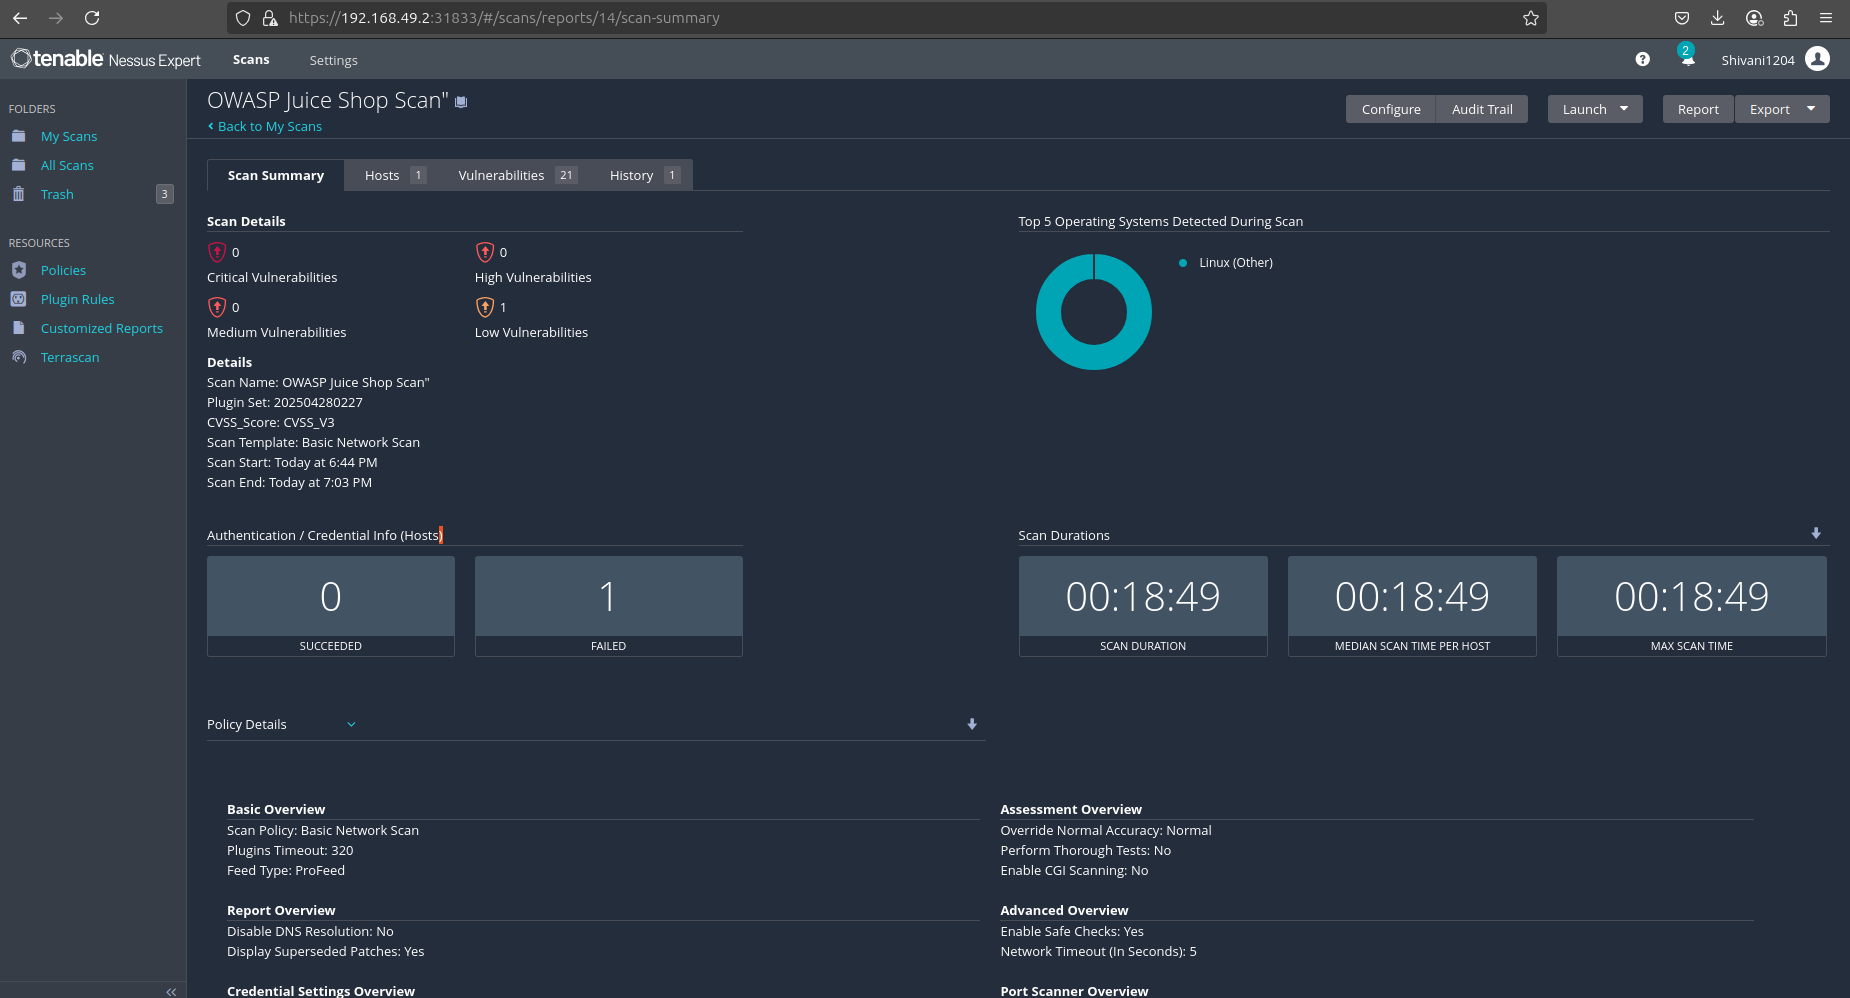 https://192.168.49.2:31833/#/scans/reports/14/scan-summary
tenable Nessus Expert
Scans
Settings
?
2
Shivani1204
FOLDERS
My Scans
All Scans
Trash
3
RESOURCES
Policies
Plugin Rules
Customized Reports
Terrascan
OWASP Juice Shop Scan"
Back to My Scans
Configure
Audit Trail
Launch
Report
Export
Scan Summary
Hosts 1
Vulnerabilities 21
History 1
Scan Details
0
Critical Vulnerabilities
0
High Vulnerabilities
0
Medium Vulnerabilities
1
Low Vulnerabilities
Details
Scan Name: OWASP Juice Shop Scan"
Plugin Set: 202504280227
CVSS_Score: CVSS_V3
Scan Template: Basic Network Scan
Scan Start: Today at 6:44 PM
Scan End: Today at 7:03 PM
Top 5 Operating Systems Detected During Scan
Linux (Other)
Authentication / Credential Info (Hosts)
0
SUCCEEDED
1
FAILED
Scan Durations
00:18:49
SCAN DURATION
00:18:49
MEDIAN SCAN TIME PER HOST
00:18:49
MAX SCAN TIME
Policy Details
Basic Overview
Scan Policy: Basic Network Scan
Plugins Timeout: 320
Feed Type: ProFeed
Assessment Overview
Override Normal Accuracy: Normal
Perform Thorough Tests: No
Enable CGI Scanning: No
Report Overview
Disable DNS Resolution: No
Display Superseded Patches: Yes
Advanced Overview
Enable Safe Checks: Yes
Network Timeout (In Seconds): 5
Credential Settings Overview
Port Scanner Overview